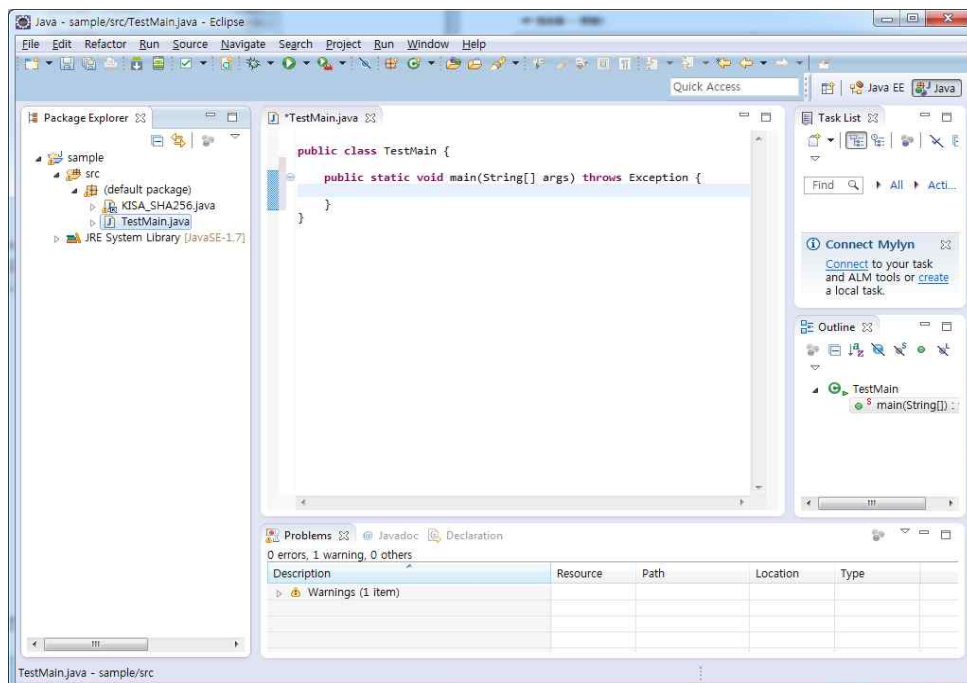 Java - sample/src/TestMain.java - Eclipse
File Edit Refactor Run Source Navigate Search Project Run Window Help
Quick Access
Java EE
Java
Package Explorer
sample
src
(default package)
KISA_SHA256.java
TestMain.java
JRE System Library [JavaSE-1.7]
*TestMain.java
public class TestMain {
public static void main(String[] args) throws Exception {
}
}
Task List
Find
All
Acti...
Connect Mylyn
Connect to your task
and ALM tools or create
a local task.
Outline
TestMain
main(String[]) :
Problems Javadoc Declaration
0 errors, 1 warning, 0 others
Description Resource Path Location Type
Warnings (1 item)
TestMain.java - sample/src